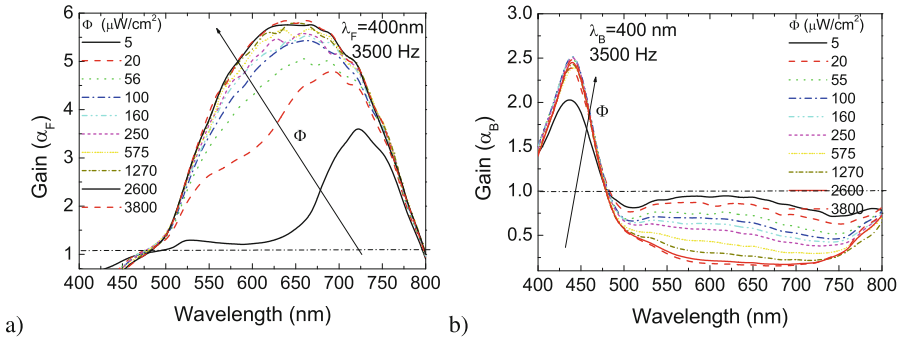 Φ (μW/cm²)
5
20
56
100
160
250
575
1270
2600
3800
λF=400nm
3500 Hz
Φ
Gain (αF)
6
5
4
3
2
1
400 450 500 550 600 650 700 750 800
Wavelength (nm)
a)
λB=400 nm
3500 Hz
Φ
Φ (μW/cm²)
5
20
55
100
160
250
575
1270
2600
3800
Gain (αB)
3.0
2.5
2.0
1.5
1.0
0.5
400 450 500 550 600 650 700 750 800
Wavelength (nm)
b)